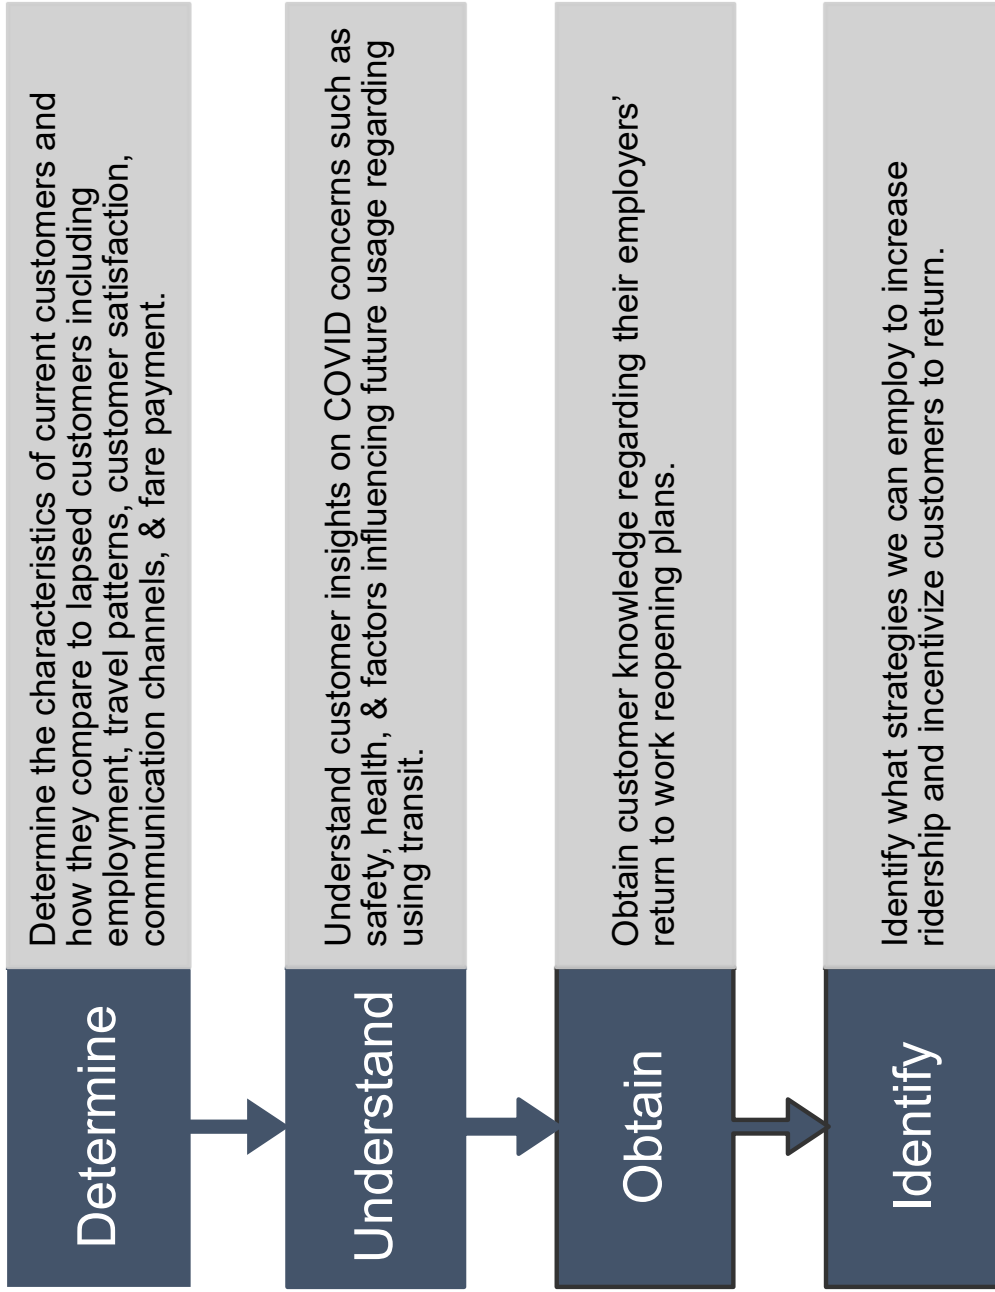 Determine
Determine the characteristics of current customers and
how they compare to lapsed customers including
employment, travel patterns, customer satisfaction,
communication channels, & fare payment.
Understand
Understand customer insights on COVID concerns such as
safety, health, & factors influencing future usage regarding
using transit.
Obtain
Obtain customer knowledge regarding their employers’
return to work reopening plans.
Identify
Identify what strategies we can employ to increase
ridership and incentivize customers to return.